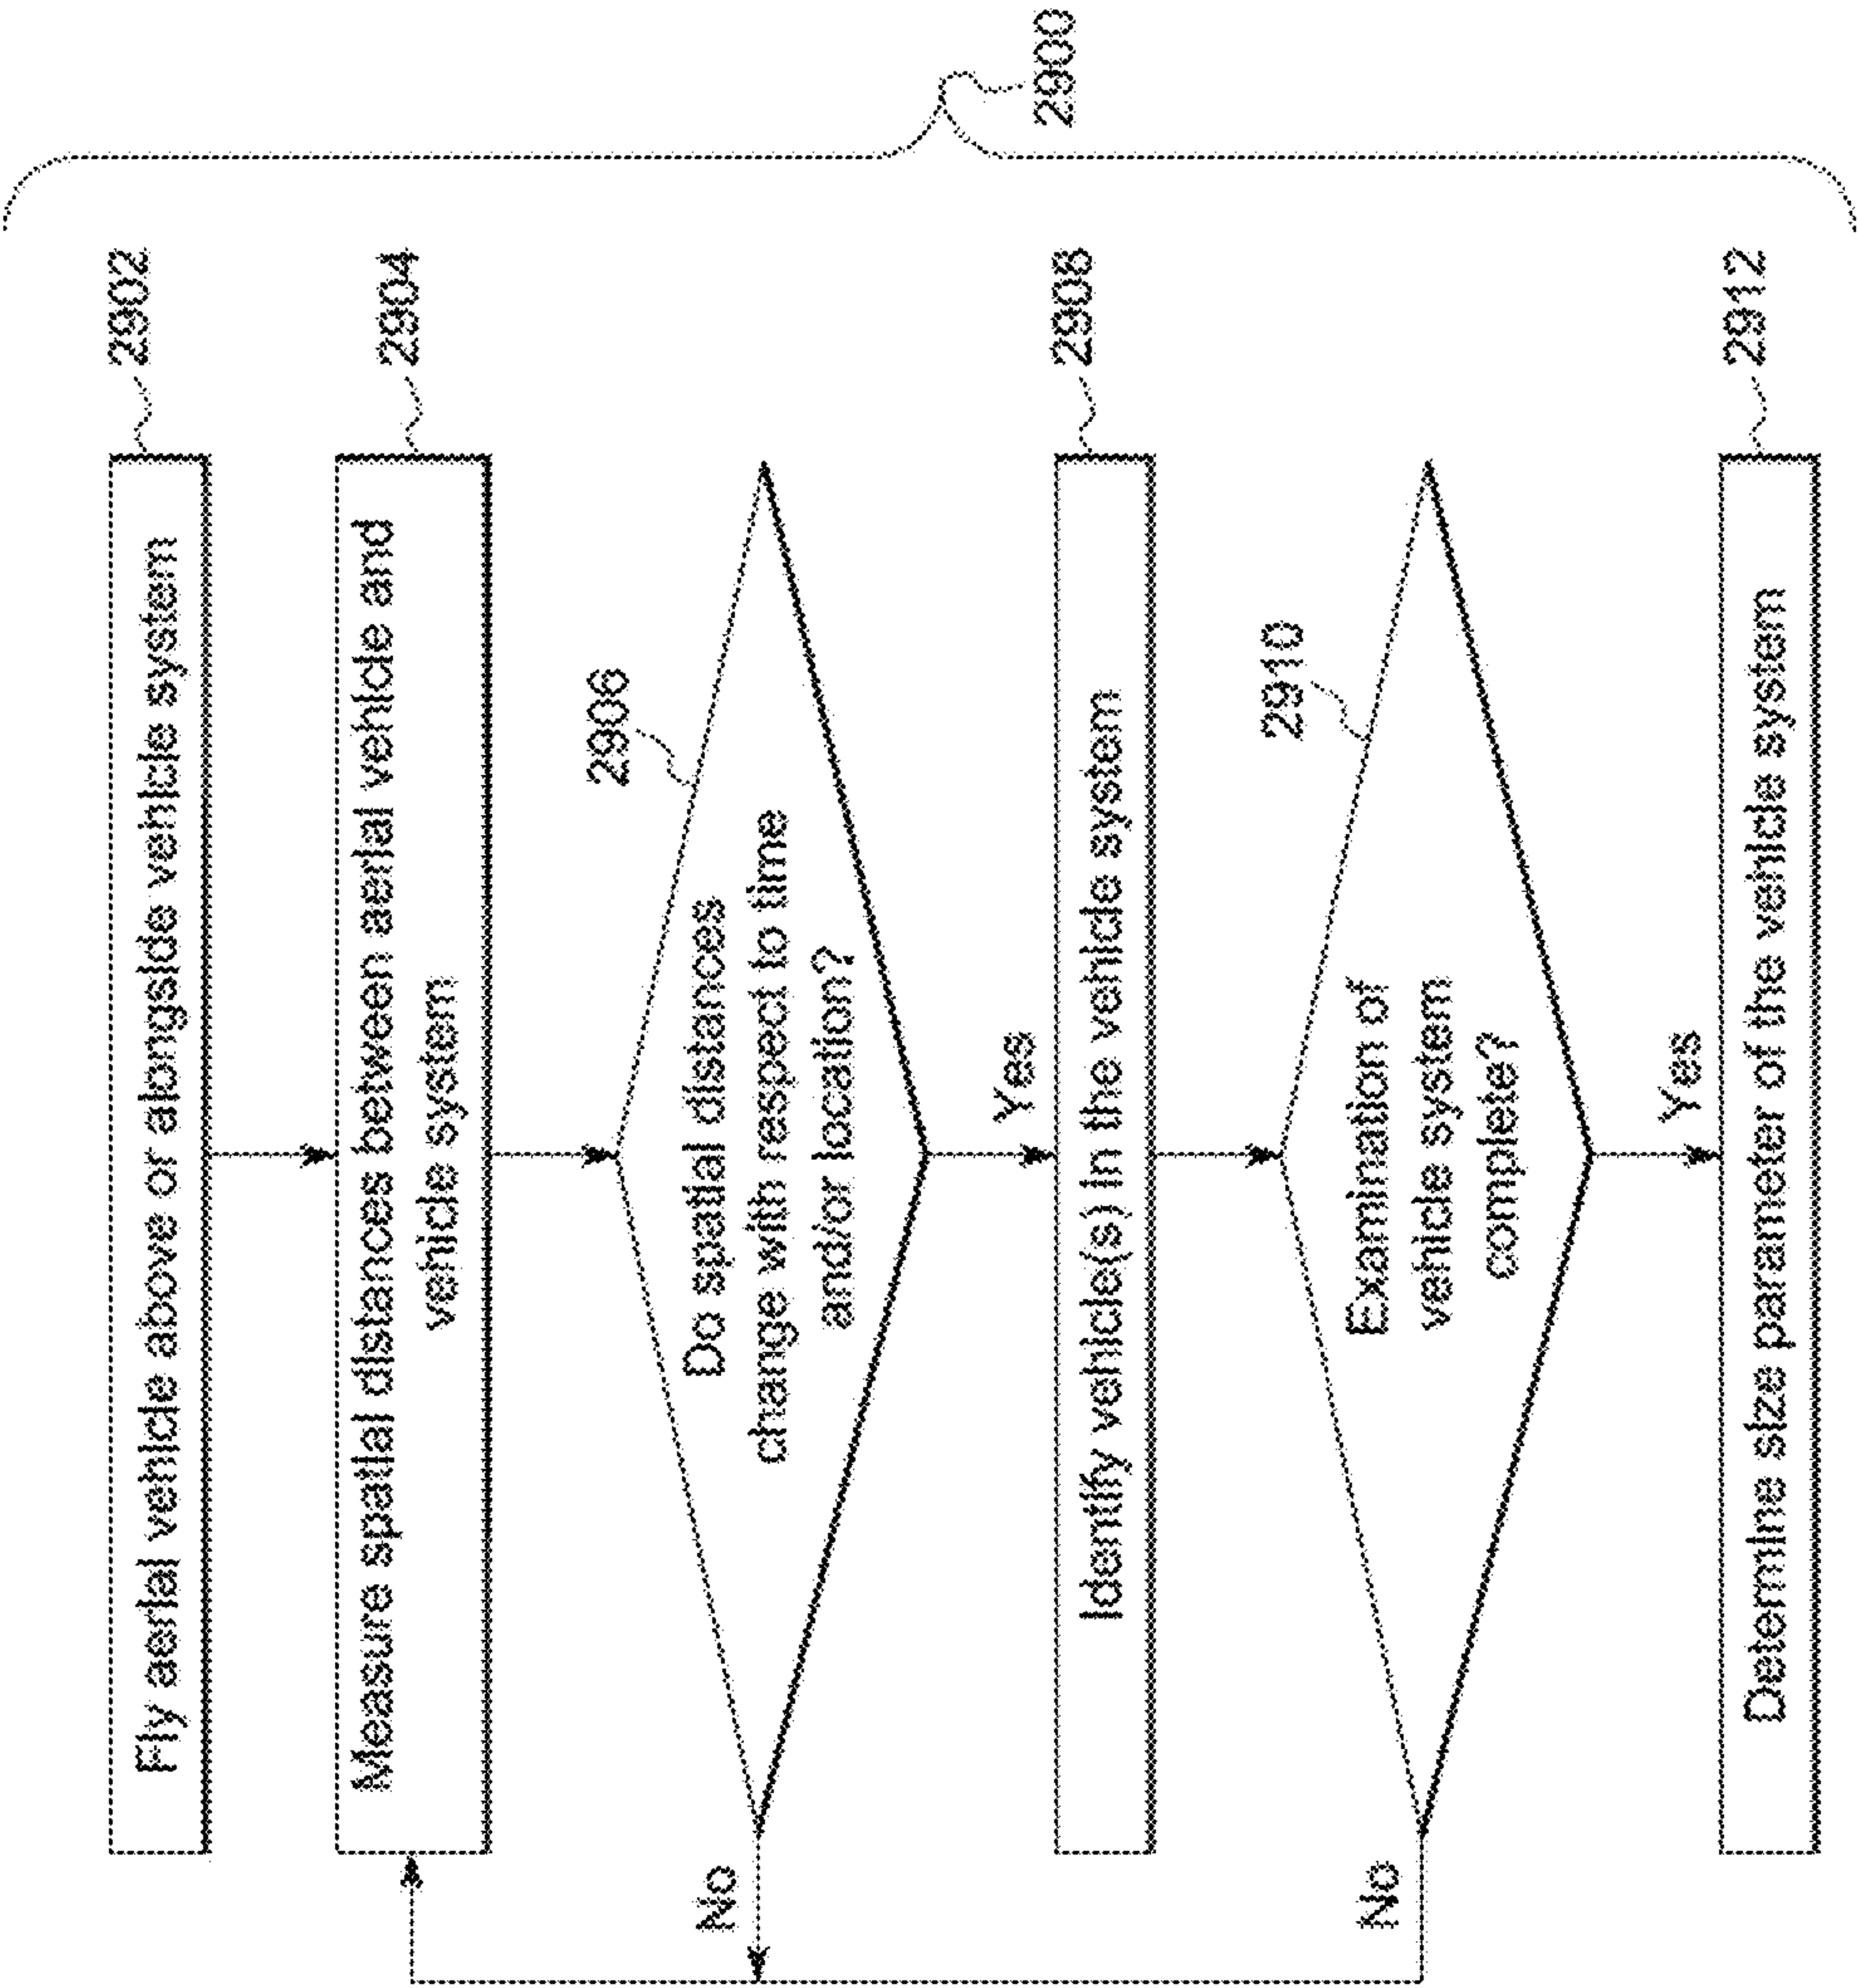 2900
Fly aerial vehicle above or alongside vehicle system
2902
Measure spatial distances between aerial vehicle and
vehicle system
2904
2906
Do spatial distances
change with respect to time
and/or location?
No
Yes
Identify vehicle(s) in the vehicle system
2908
2910
Examination of
vehicle system
complete?
No
Yes
Determine size parameter of the vehicle system
2912